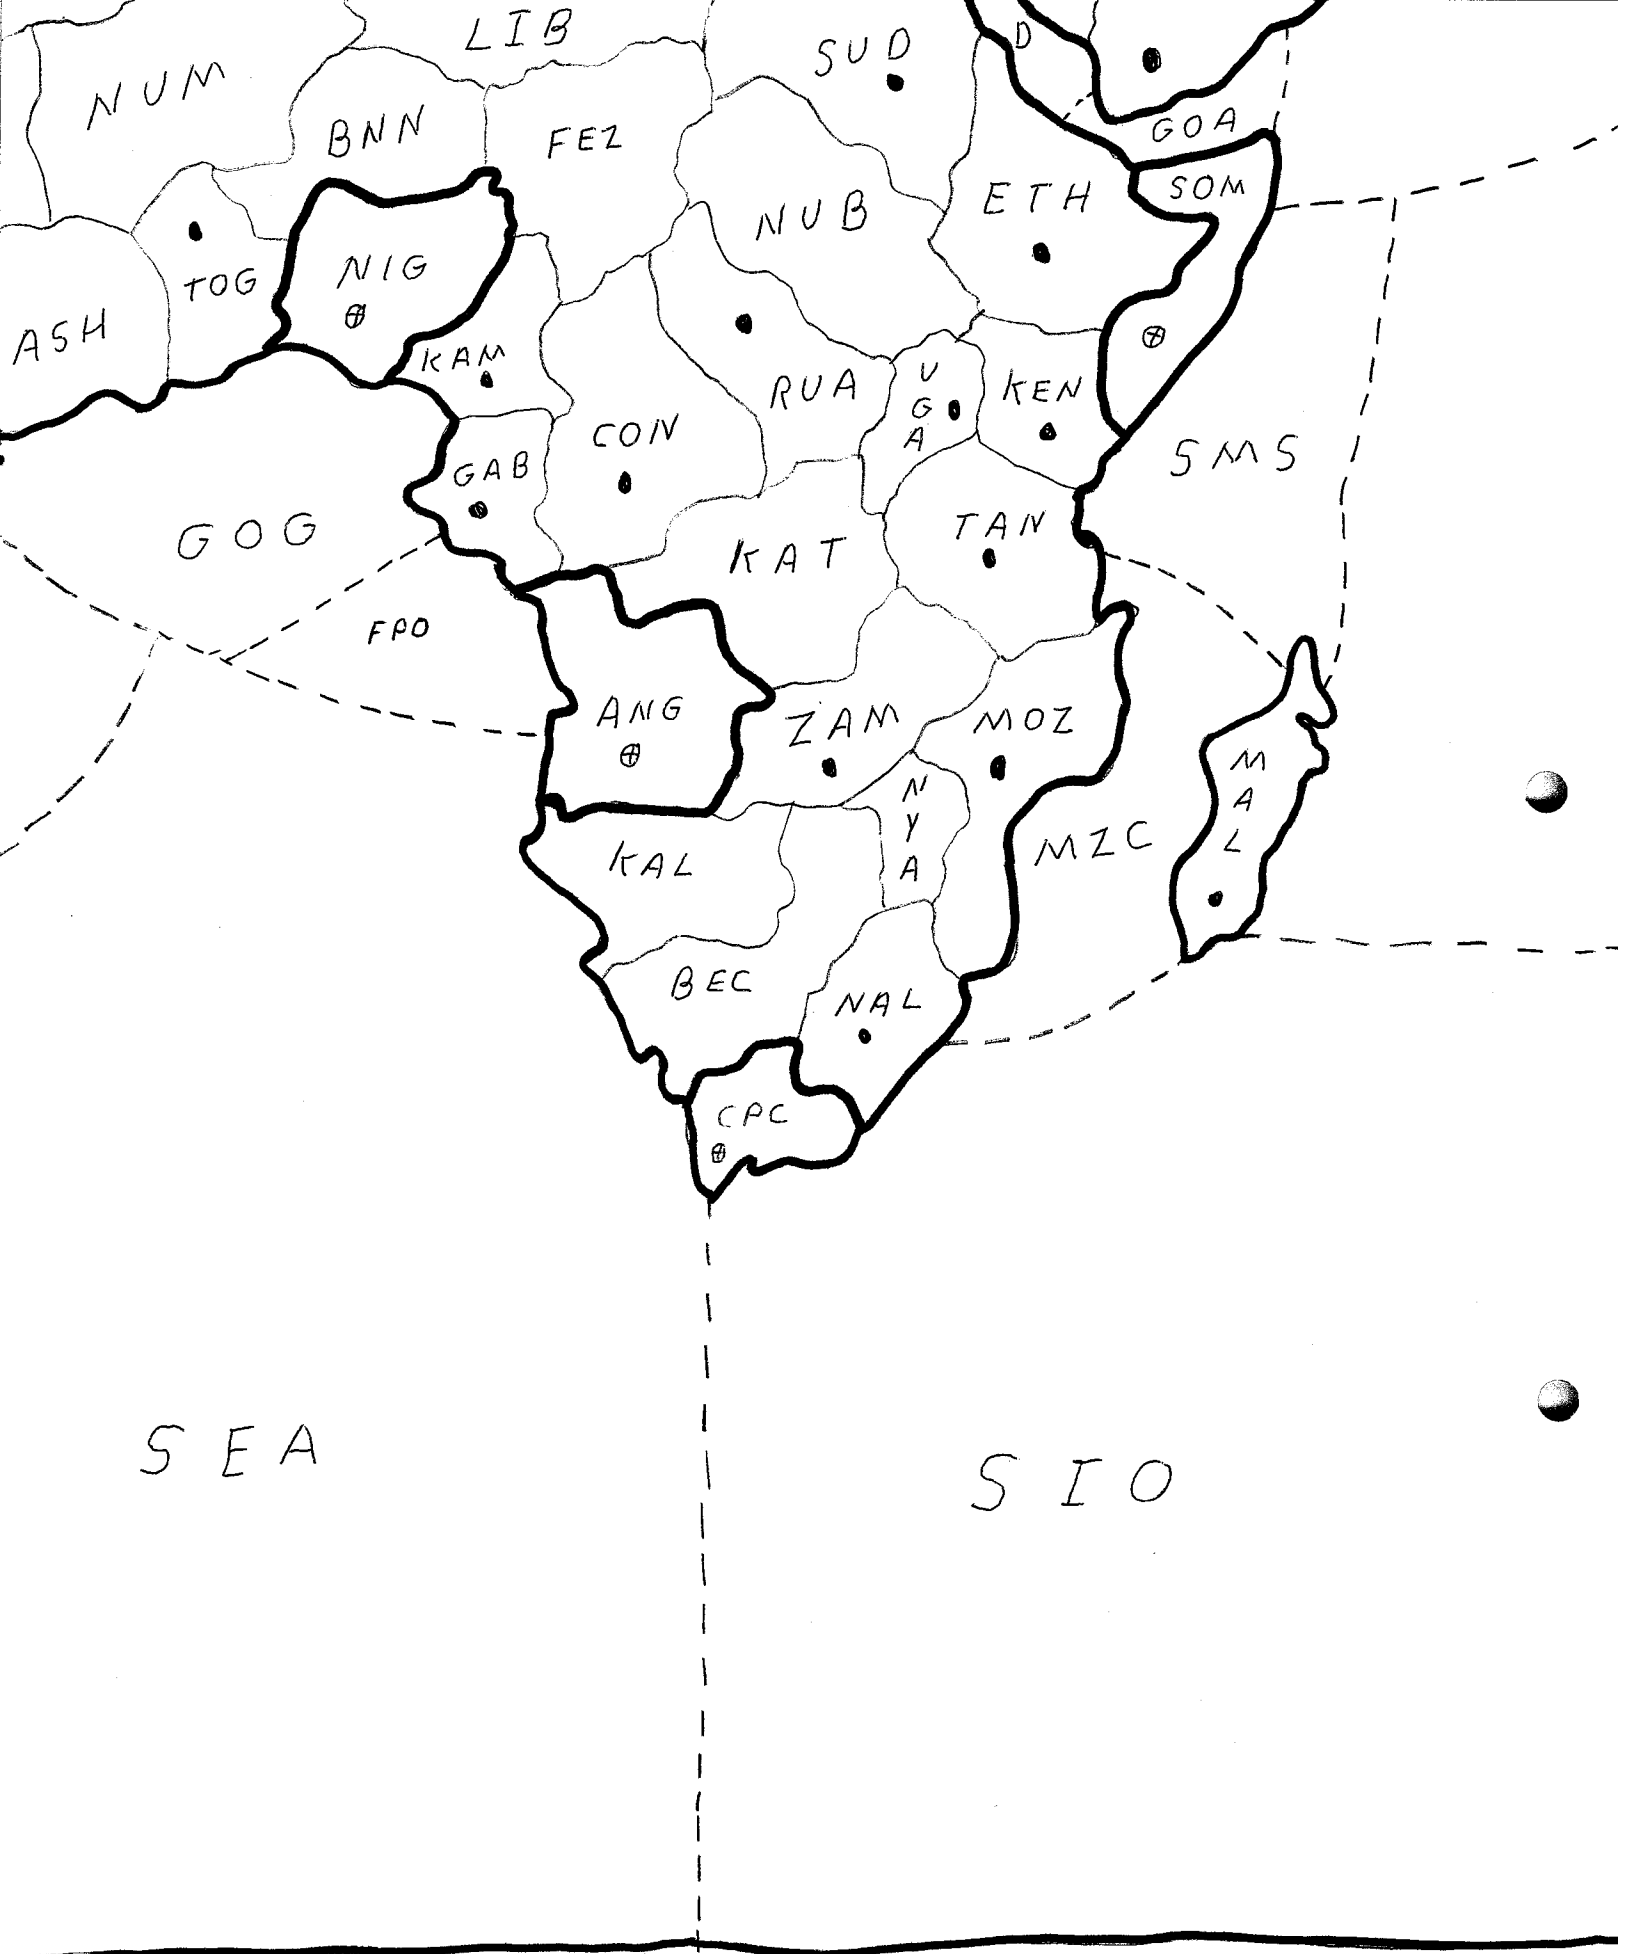 LIB
SUD
D
NUM
BNN
FEZ
GOA
ETH
SOM
NUB
NIG
TOG
ASH
KAM
RUA
UGA
KEN
CON
GAB
SMS
GOG
TAN
KAT
FPO
ANG
ZAM
MOZ
MAL
NYA
MZC
KAL
BEC
NAL
CPC
SEA
SIO